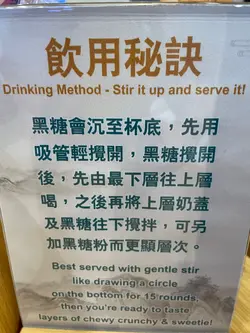 飲用秘訣
Drinking Method - Stir it up and serve it!
黑糖會沉至杯底，先用
吸管輕攪開，黑糖攪開
後，先由最下層往上層
喝，之後再將上層奶蓋
及黑糖往下攪拌，可另
加黑糖粉而更顯層次。
Best served with gentle stir
like drawing a circle
on the bottom for 15 rounds,
then you're ready to taste
layers of chewy crunchy & sweetie!